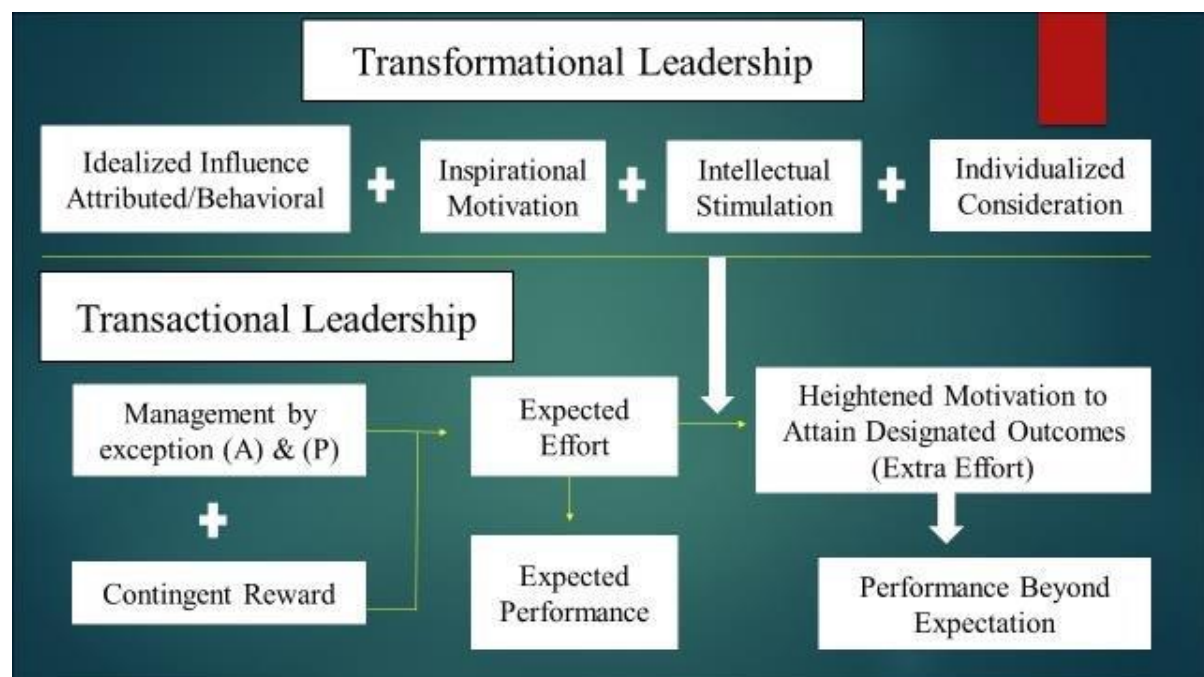 Transformational Leadership
Idealized Influence
Attributed/Behavioral
Inspirational
Motivation
Intellectual
Stimulation
Individualized
Consideration
Transactional Leadership
Management by
exception (A) & (P)
Contingent Reward
Expected
Effort
Expected
Performance
Heightened Motivation to
Attain Designated Outcomes
(Extra Effort)
Performance Beyond
Expectation